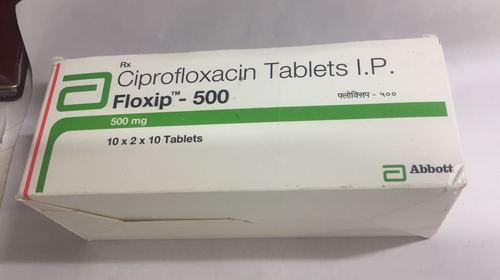 Rx
Ciprofloxacin Tablets I.P.
Floxip™ - 500
फ्लोक्सिप - ५००
500 mg
10 x 2 x 10 Tablets
Abbott